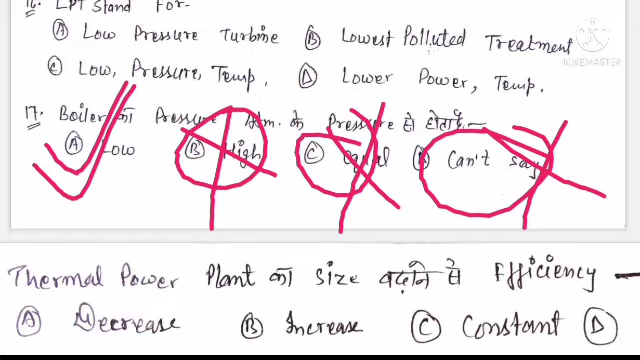 16. LPT Stand For-
Ⓐ Low Pressure Turbine Ⓑ Lowest Polluted Treatment
Ⓒ Low, Pressure, Temp, Ⓓ Lower Power, Temp.
KINEMASTER
17. Boiler का Pressure Atm. के Pressure से होता है-
Ⓐ Low Ⓑ High Ⓒ equal Ⓓ Can't say
Thermal Power Plant का Size बढ़ाने से Efficiency -
Ⓐ Decrease Ⓑ Increase Ⓒ Constant Ⓓ